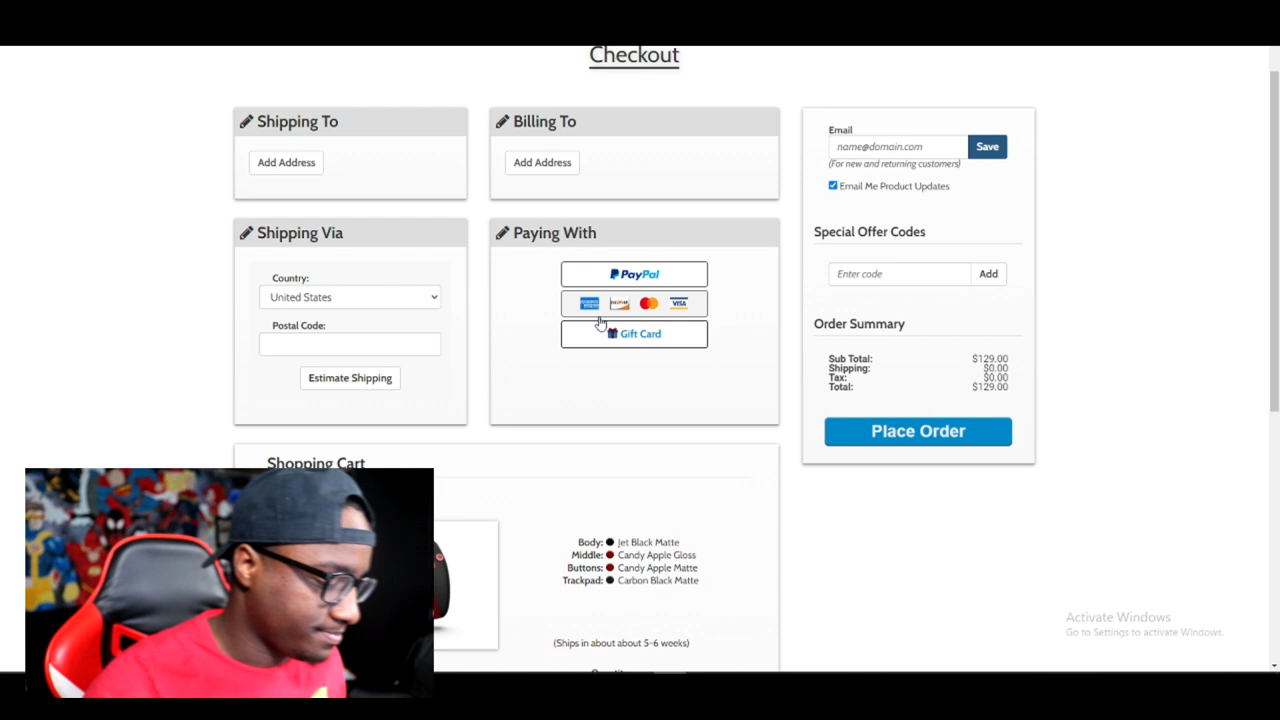 Checkout
Shipping To
Add Address
Billing To
Add Address
Email
name@domain.com
Save
(For new and returning customers)
Email Me Product Updates
Shipping Via
Country:
United States
Postal Code:
Estimate Shipping
Paying With
PayPal
DISCOVER
VISA
Gift Card
Special Offer Codes
Enter code
Add
Order Summary
Sub Total: $129.00
Shipping: $0.00
Tax: $0.00
Total: $129.00
Place Order
Shopping Cart
Body: Jet Black Matte
Middle: Candy Apple Gloss
Buttons: Candy Apple Matte
Trackpad: Carbon Black Matte
(Ships in about about 5-6 weeks)
Activate Windows
Go to Settings to activate Windows.